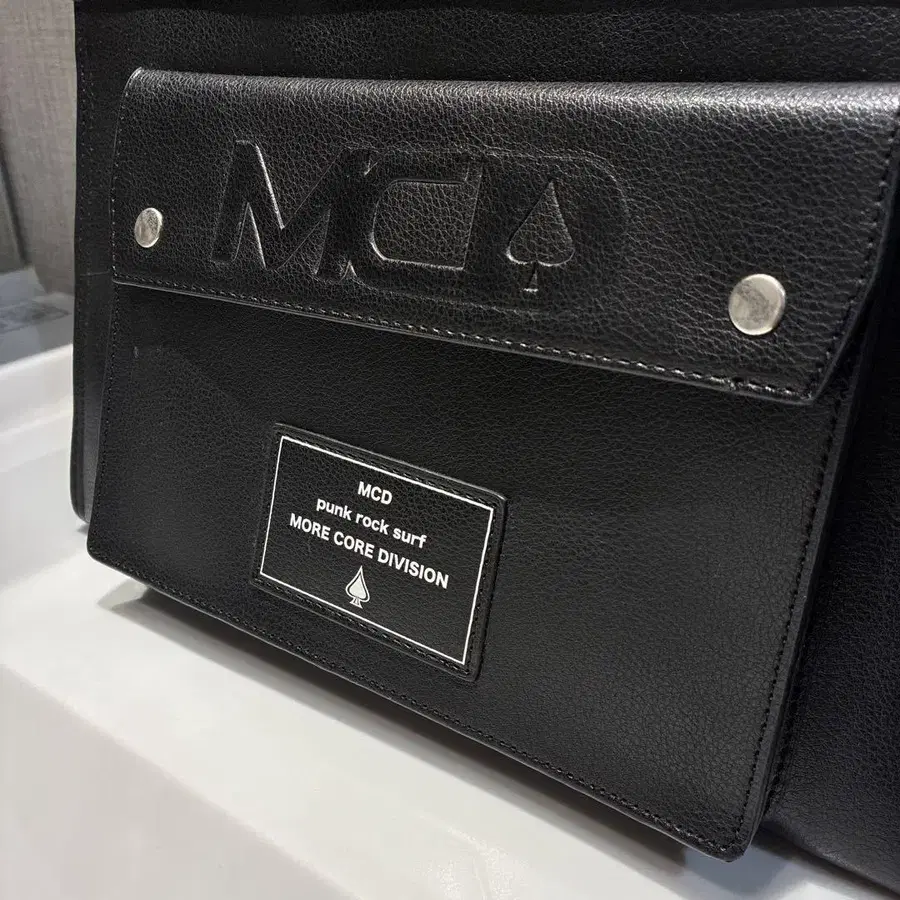 MCD
MCD
punk rock surf
MORE CORE DIVISION